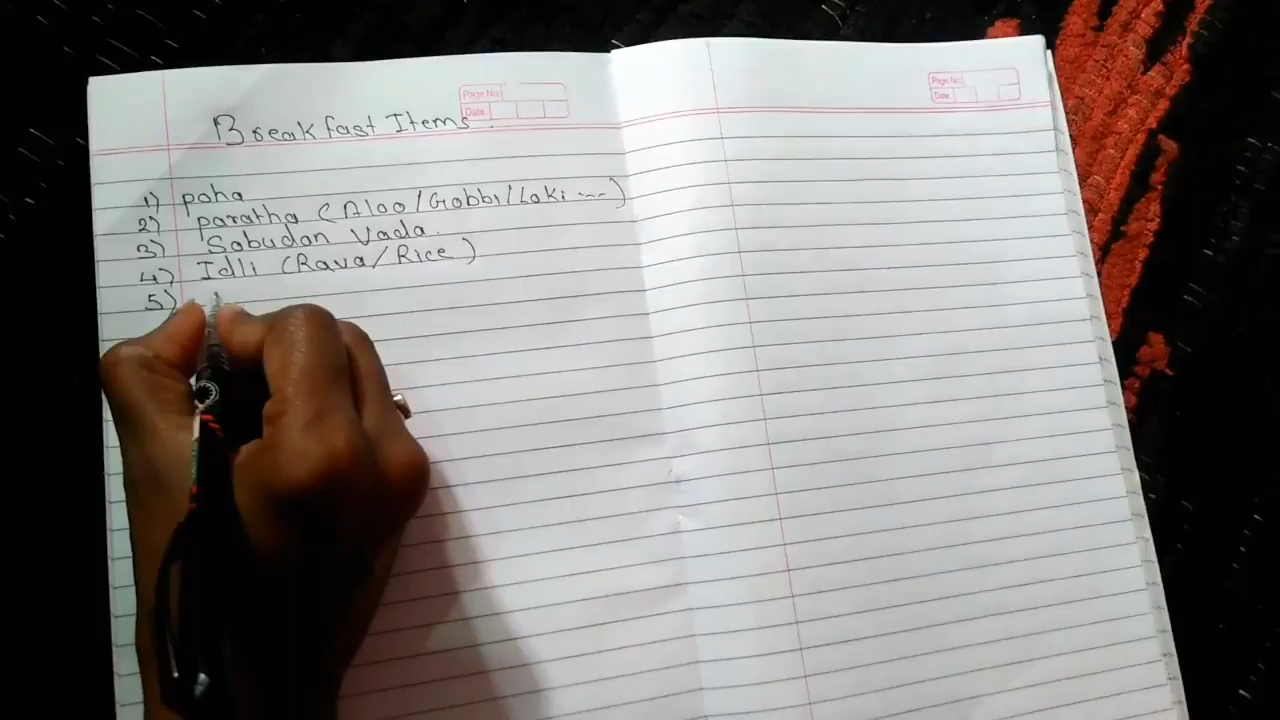 Page No:
Date:
Page No:
Date:
Breakfast Items.
1) poha
2) paratha (Aloo/Gobbi/Loki ---)
3) Sabudan Vada.
4) Idli (Rava/Rice)
5)